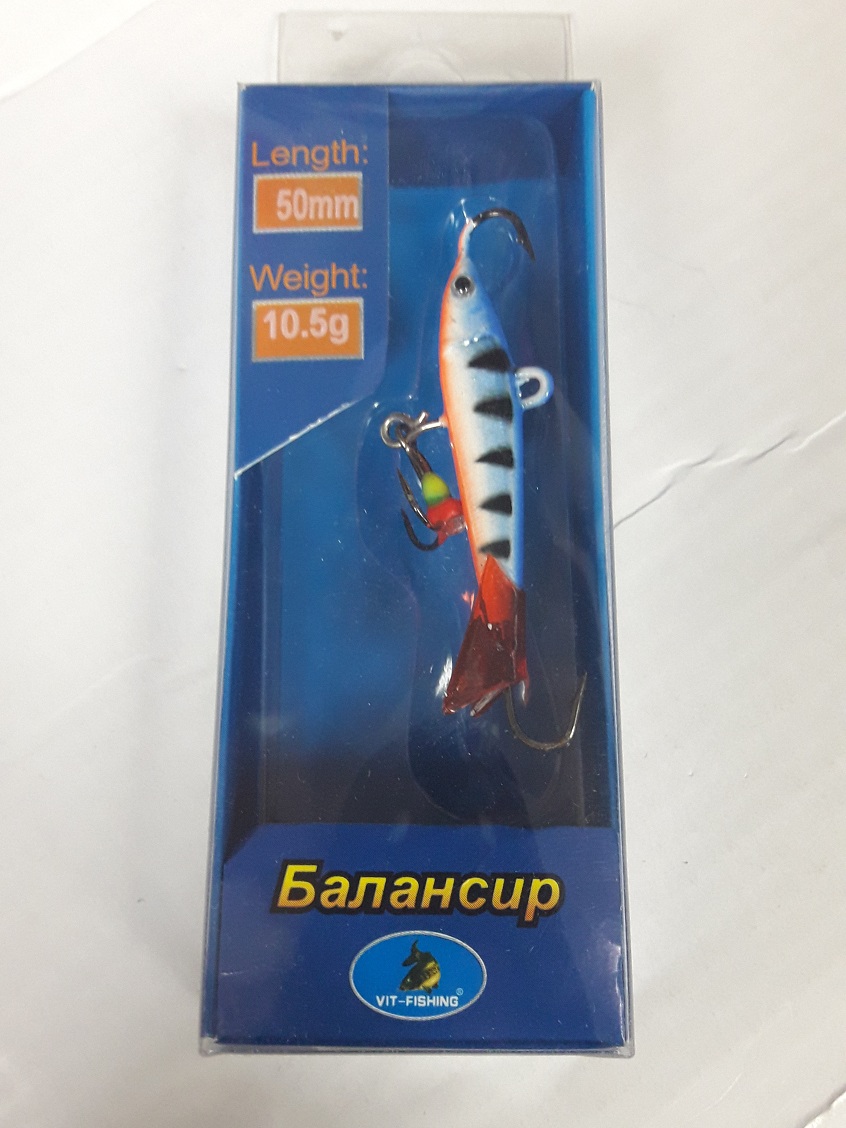 Length:
50mm
Weight:
10.5g
Балансир
VIT-FISHING®